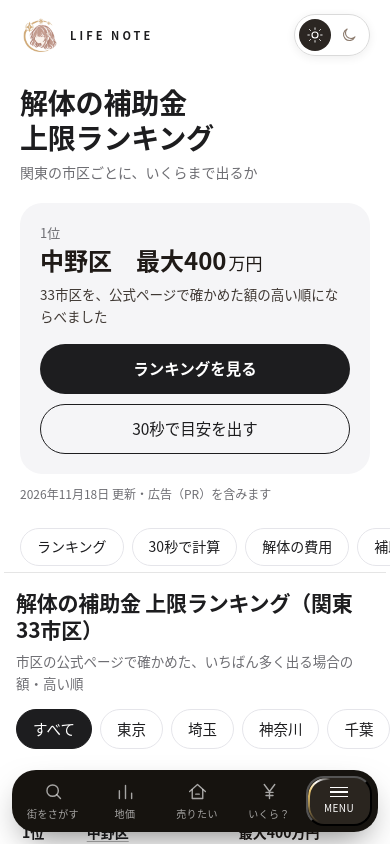 LIFE NOTE
解体の補助金
上限ランキング
関東の市区ごとに、いくらまで出るか
1位
中野区　最大400万円
33市区を、公式ページで確かめた額の高い順にな
らべました
ランキングを見る
30秒で目安を出す
2026年11月18日 更新・広告（PR）を含みます
ランキング 30秒で計算 解体の費用 補
解体の補助金 上限ランキング（関東
33市区）
市区の公式ページで確かめた、いちばん多く出る場合の
額・高い順
すべて 東京 埼玉 神奈川 千葉
街をさがす 地価 売りたい いくら？ MENU
1位 中野区 最大400万円